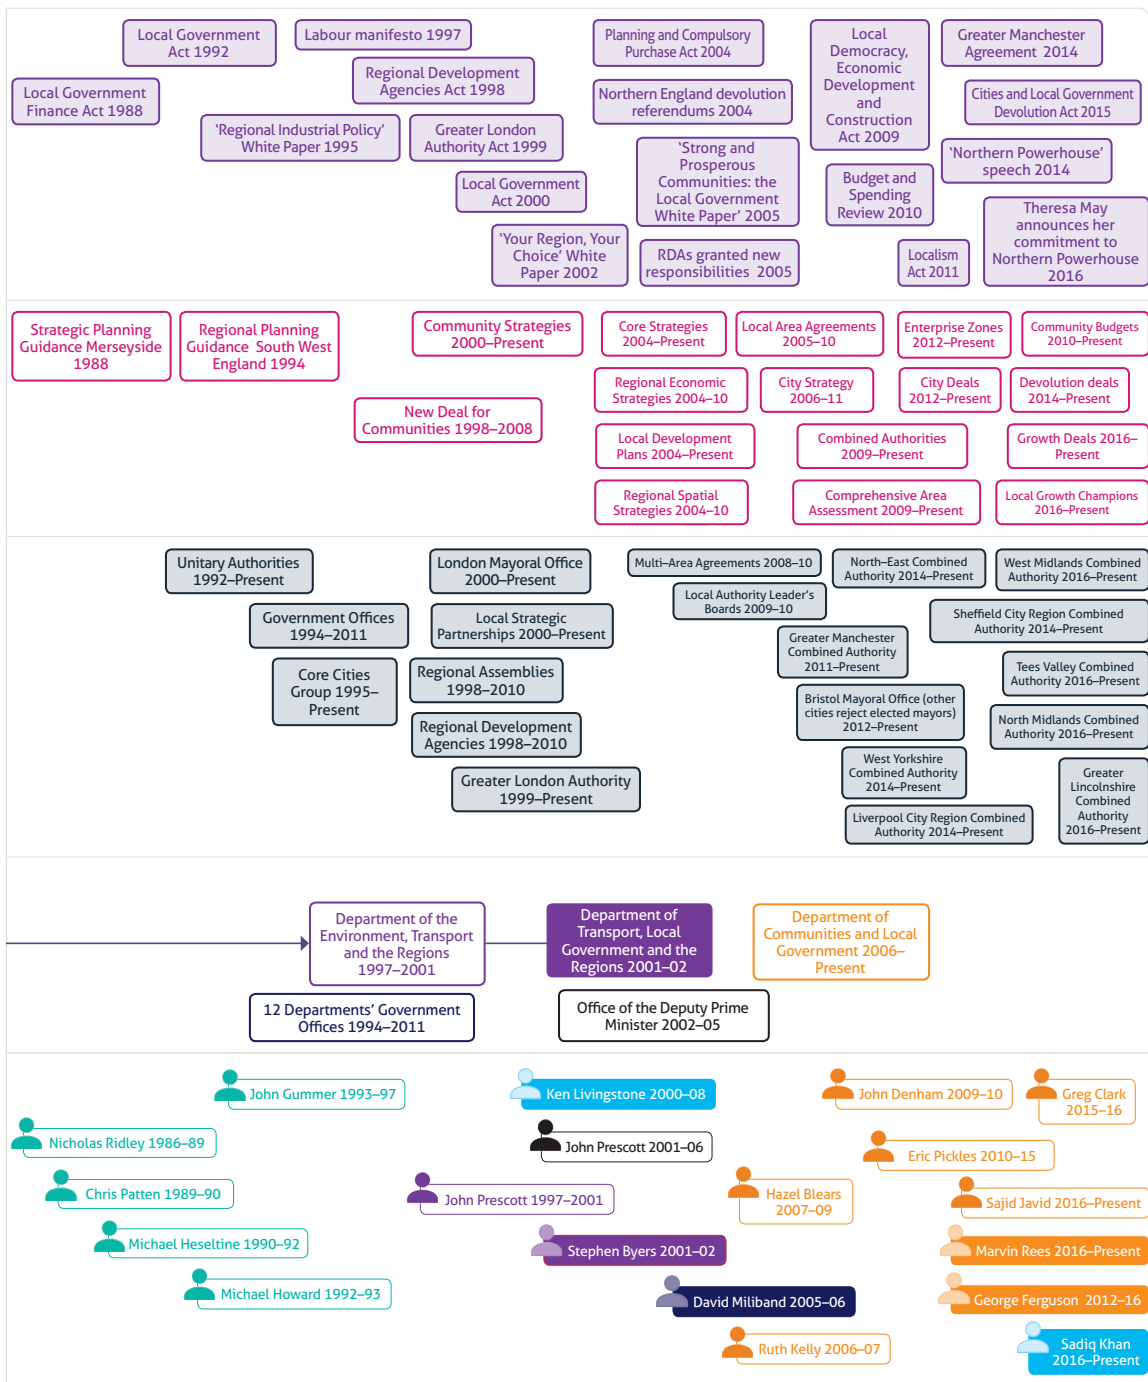 Local Government
Act 1992
Labour manifesto 1997
Planning and Compulsory
Purchase Act 2004
Local
Democracy,
Economic
Development
and
Construction
Act 2009
Greater Manchester
Agreement 2014
Local Government
Finance Act 1988
Regional Development
Agencies Act 1998
Northern England devolution
referendums 2004
Cities and Local Government
Devolution Act 2015
‘Regional Industrial Policy’
White Paper 1995
Greater London
Authority Act 1999
‘Strong and
Prosperous
Communities: the
Local Government
White Paper’ 2005
‘Northern Powerhouse’
speech 2014
Local Government
Act 2000
Budget and
Spending
Review 2010
Theresa May
announces her
commitment to
Northern Powerhouse
2016
‘Your Region, Your
Choice’ White
Paper 2002
RDAs granted new
responsibilities 2005
Localism
Act 2011
Strategic Planning
Guidance Merseyside
1988
Regional Planning
Guidance South West
England 1994
Community Strategies
2000–Present
Core Strategies
2004–Present
Local Area Agreements
2005–10
Enterprise Zones
2012–Present
Community Budgets
2010–Present
Regional Economic
Strategies 2004–10
City Strategy
2006–11
City Deals
2012–Present
Devolution deals
2014–Present
New Deal for
Communities 1998–2008
Local Development
Plans 2004–Present
Combined Authorities
2009–Present
Growth Deals 2016–
Present
Regional Spatial
Strategies 2004–10
Comprehensive Area
Assessment 2009–Present
Local Growth Champions
2016–Present
Unitary Authorities
1992–Present
London Mayoral Office
2000–Present
Multi–Area Agreements 2008–10
North–East Combined
Authority 2014–Present
West Midlands Combined
Authority 2016–Present
Local Authority Leader’s
Boards 2009–10
Government Offices
1994–2011
Local Strategic
Partnerships 2000–Present
Sheffield City Region Combined
Authority 2014–Present
Greater Manchester
Combined Authority
2011–Present
Core Cities
Group 1995–
Present
Regional Assemblies
1998–2010
Tees Valley Combined
Authority 2016–Present
Bristol Mayoral Office (other
cities reject elected mayors)
2012–Present
Regional Development
Agencies 1998–2010
North Midlands Combined
Authority 2016–Present
West Yorkshire
Combined Authority
2014–Present
Greater London Authority
1999–Present
Greater
Lincolnshire
Combined
Authority
2016–Present
Liverpool City Region Combined
Authority 2014–Present
Department of the
Environment, Transport
and the Regions
1997–2001
Department of
Transport, Local
Government and the
Regions 2001–02
Department of
Communities and Local
Government 2006–
Present
12 Departments’ Government
Offices 1994–2011
Office of the Deputy Prime
Minister 2002–05
John Gummer 1993–97
Ken Livingstone 2000–08
John Denham 2009–10
Greg Clark
2015–16
Nicholas Ridley 1986–89
John Prescott 2001–06
Eric Pickles 2010–15
Chris Patten 1989–90
John Prescott 1997–2001
Hazel Blears
2007–09
Sajid Javid 2016–Present
Michael Heseltine 1990–92
Stephen Byers 2001–02
Marvin Rees 2016–Present
Michael Howard 1992–93
David Miliband 2005–06
George Ferguson 2012–16
Ruth Kelly 2006–07
Sadiq Khan
2016–Present